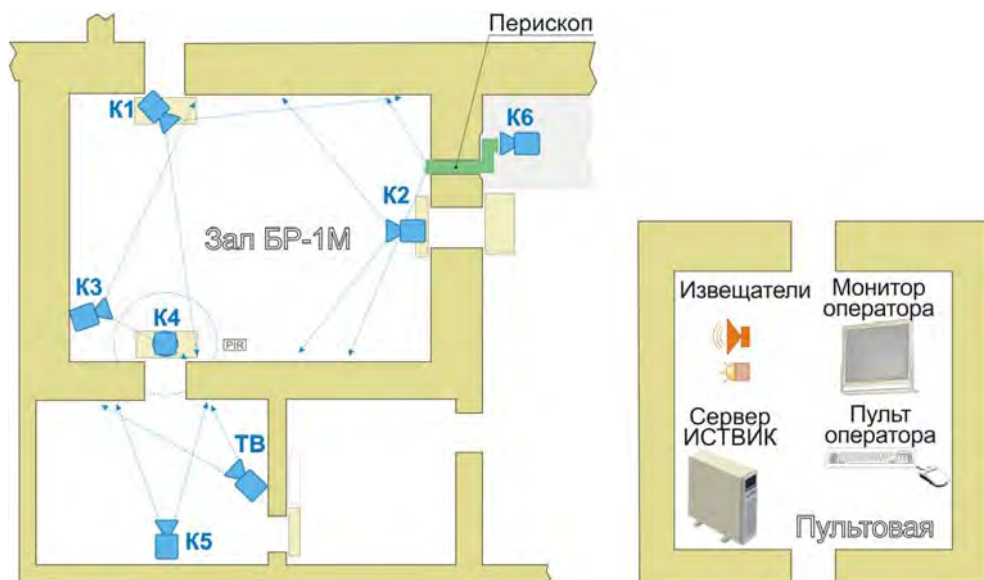 Перископ
К1
К6
К2
Зал БР-1М
К3
К4
PIR
ТВ
К5
Извещатели
Монитор
оператора
Сервер
ИСТВИК
Пульт
оператора
Пультовая